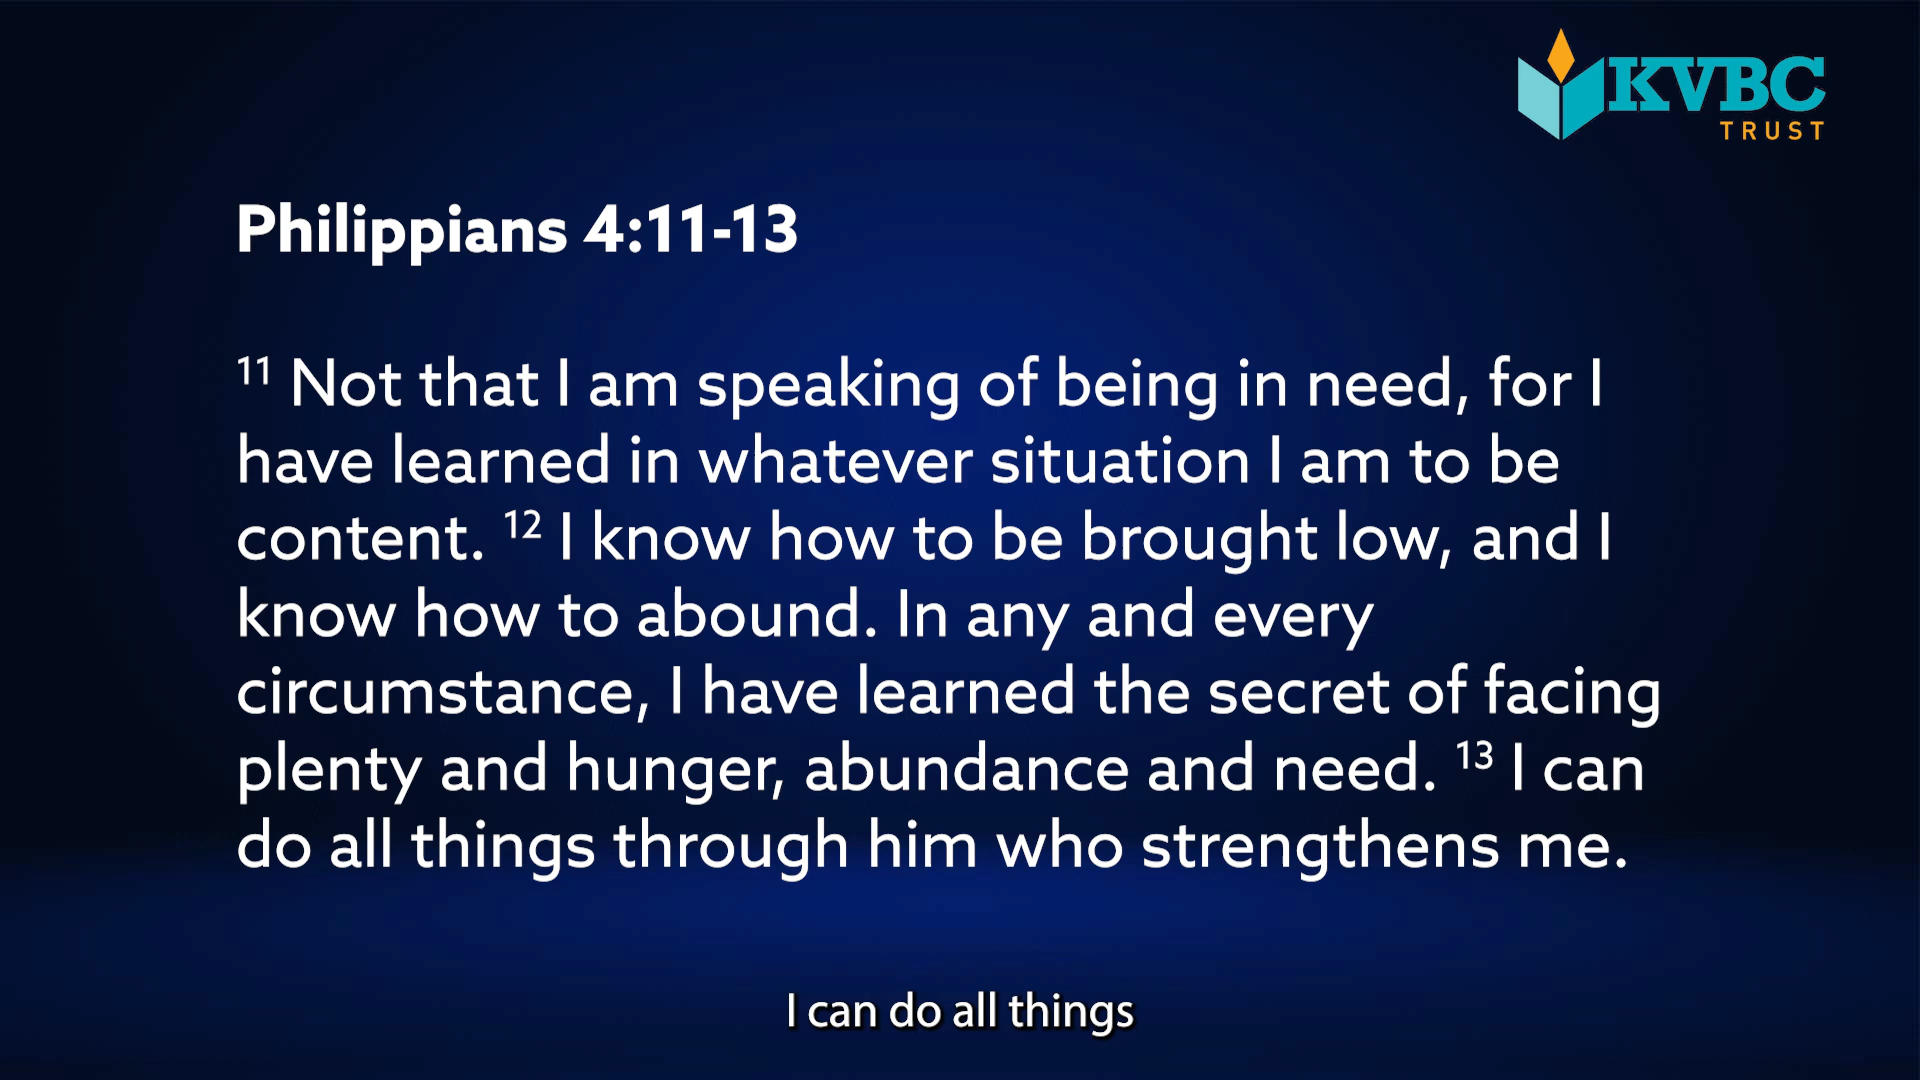 KVBC
TRUST
Philippians 4:11-13
11 Not that I am speaking of being in need, for I
have learned in whatever situation I am to be
content. 12 I know how to be brought low, and I
know how to abound. In any and every
circumstance, I have learned the secret of facing
plenty and hunger, abundance and need. 13 I can
do all things through him who strengthens me.
I can do all things